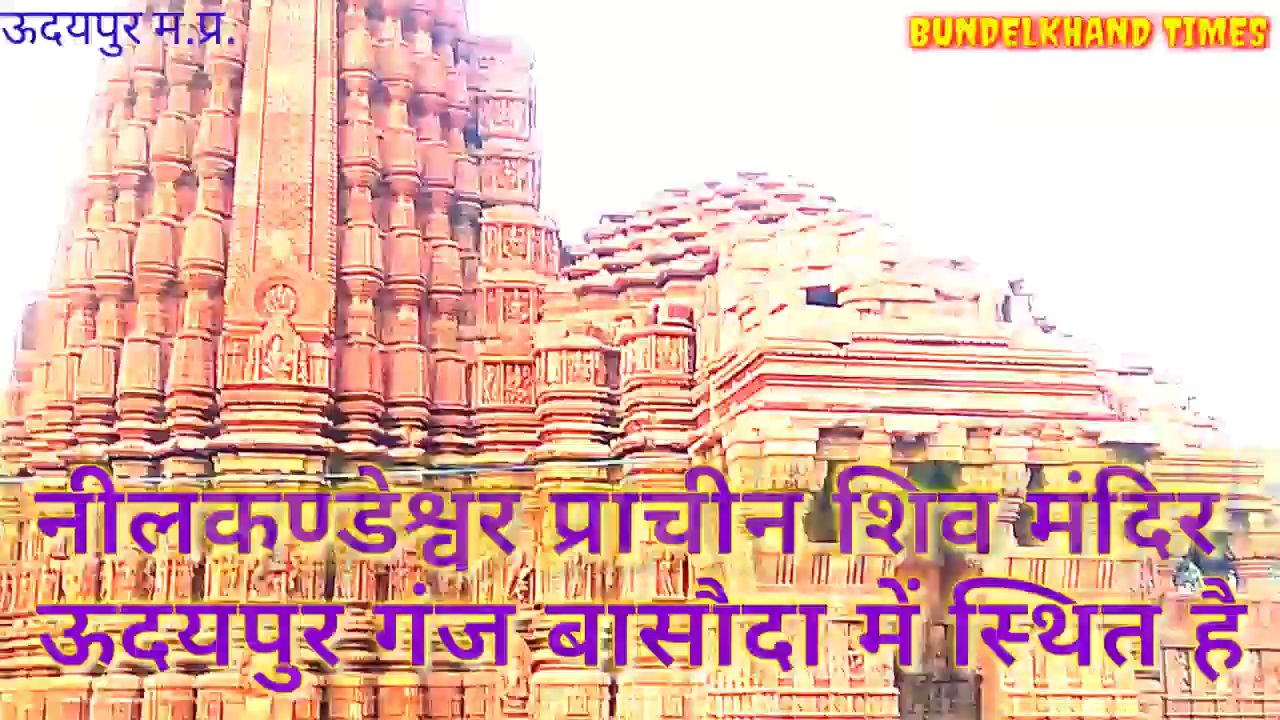 ऊदयपुर म.प्र.
BUNDELKHAND TIMES
नीलकण्डेश्वर प्राचीन शिव मंदिर
ऊदयपुर गंज बासौदा में स्थित है